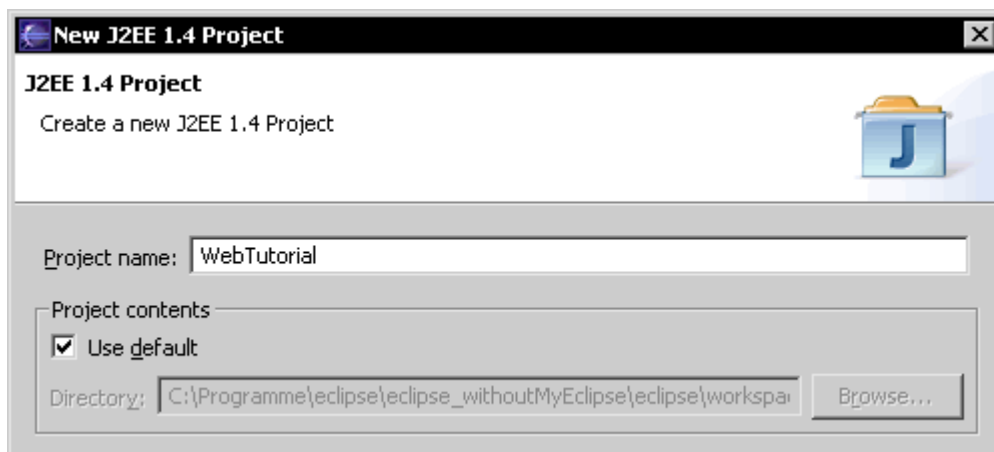 New J2EE 1.4 Project
J2EE 1.4 Project
Create a new J2EE 1.4 Project
J
Project name: WebTutorial
Project contents
Use default
Directory: C:\Programme\eclipse\eclipse_withoutMyEclipse\eclipse\workspa Browse...